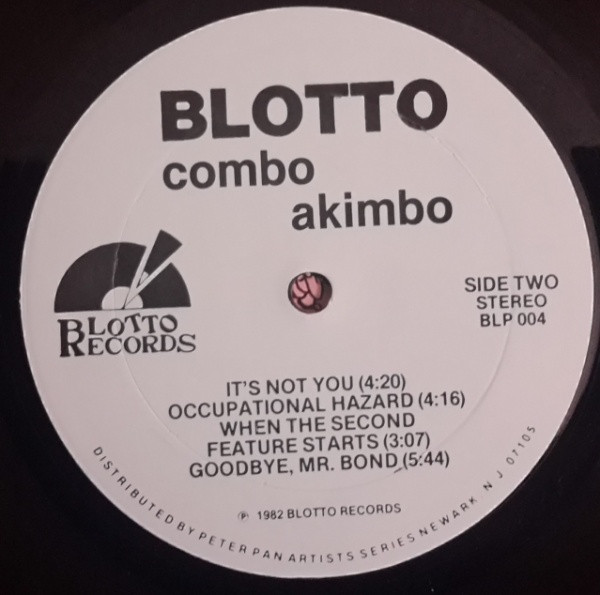 BLOTTO
combo
akimbo
BLOTTO
RECORDS
SIDE TWO
STEREO
BLP 004
IT'S NOT YOU (4:20)
OCCUPATIONAL HAZARD (4:16)
WHEN THE SECOND
FEATURE STARTS (3:07)
GOODBYE, MR. BOND (5:44)
℗ 1982 BLOTTO RECORDS
DISTRIBUTED BY PETER PAN ARTISTS SERIES NEWARK N J 07105